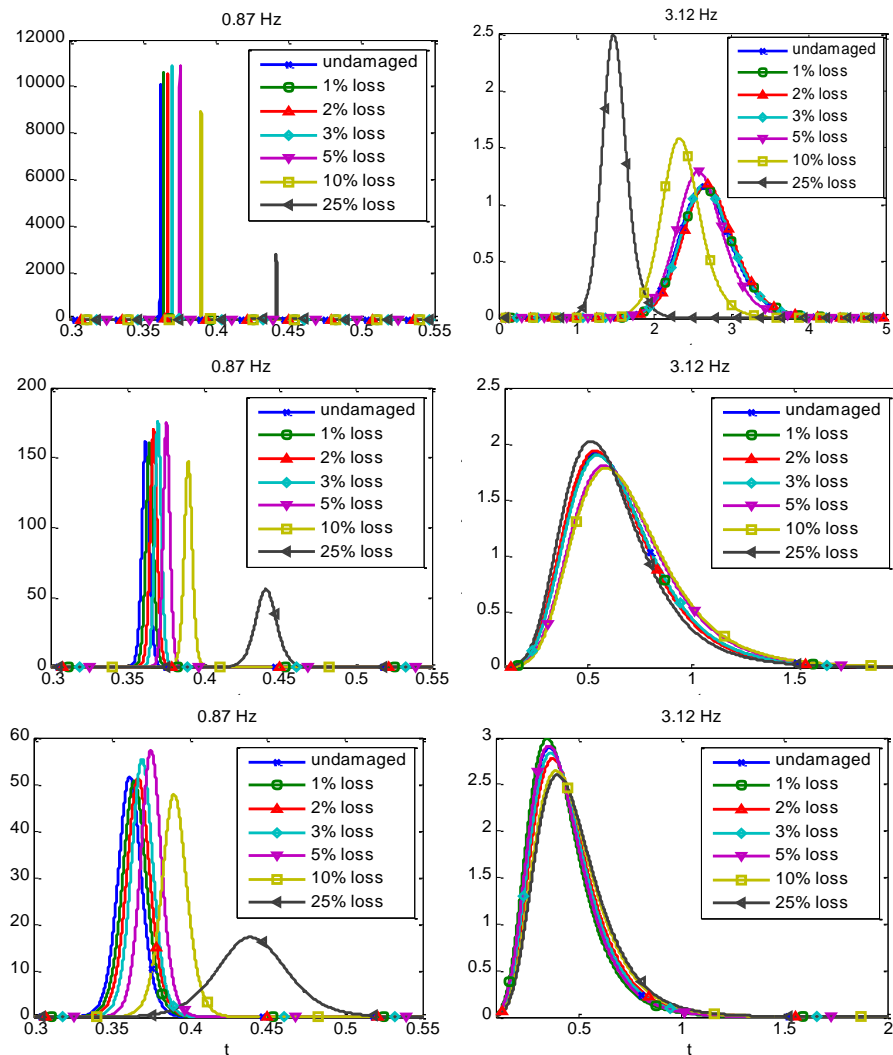 0.87 Hz
12000
10000
8000
6000
4000
2000
0
0.3 0.35 0.4 0.45 0.5 0.55
undamaged
1% loss
2% loss
3% loss
5% loss
10% loss
25% loss
3.12 Hz
2.5
2
1.5
1
0.5
0
0 1 2 3 4 5
undamaged
1% loss
2% loss
3% loss
5% loss
10% loss
25% loss
0.87 Hz
200
150
100
50
0
0.3 0.35 0.4 0.45 0.5 0.55
undamaged
1% loss
2% loss
3% loss
5% loss
10% loss
25% loss
3.12 Hz
2.5
2
1.5
1
0.5
0
0.5 1 1.5
undamaged
1% loss
2% loss
3% loss
5% loss
10% loss
25% loss
0.87 Hz
60
50
40
30
20
10
0
0.3 0.35 0.4 0.45 0.5 0.55
t
undamaged
1% loss
2% loss
3% loss
5% loss
10% loss
25% loss
3.12 Hz
3
2.5
2
1.5
1
0.5
0
0.5 1 1.5 2
t
undamaged
1% loss
2% loss
3% loss
5% loss
10% loss
25% loss